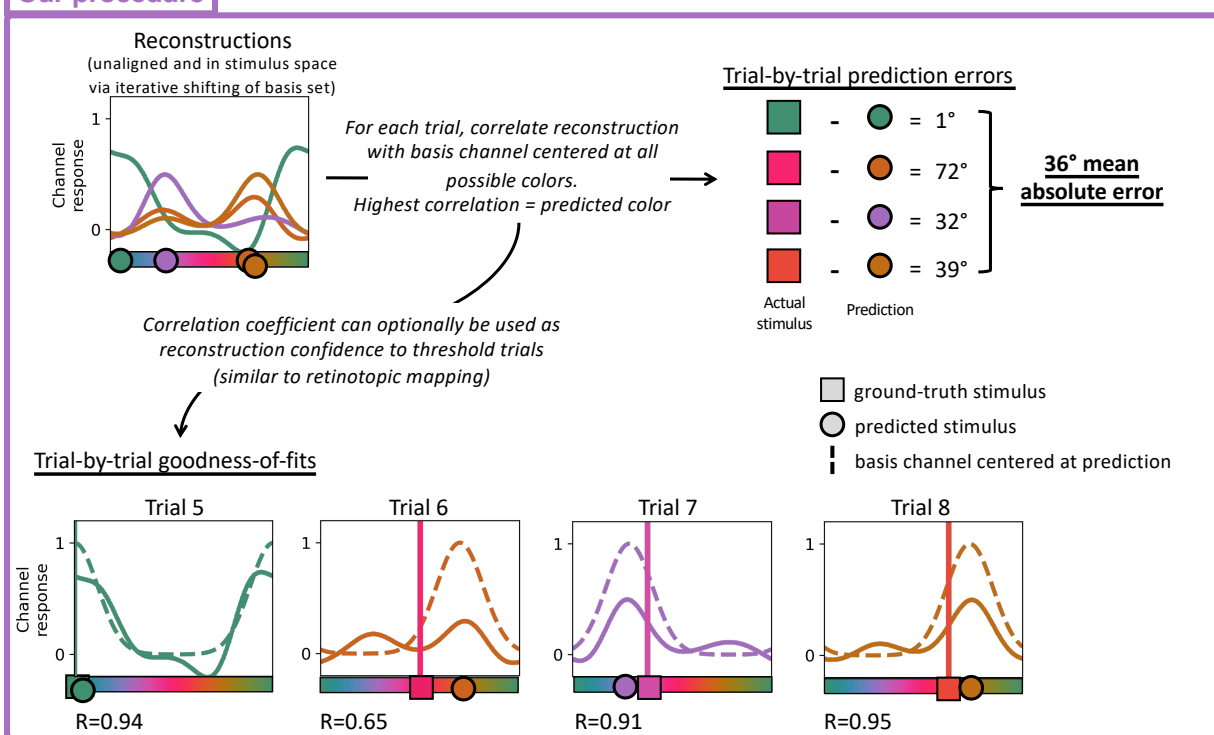 Our procedure
Reconstructions
(unaligned and in stimulus space
via iterative shifting of basis set)
1
0
Channel
response
For each trial, correlate reconstruction
with basis channel centered at all
possible colors.
Highest correlation = predicted color
Trial-by-trial prediction errors
- = 1°
- = 72°
- = 32°
- = 39°
Actual
stimulus
Prediction
36° mean
absolute error
Correlation coefficient can optionally be used as
reconstruction confidence to threshold trials
(similar to retinotopic mapping)
ground-truth stimulus
predicted stimulus
basis channel centered at prediction
Trial-by-trial goodness-of-fits
Trial 5
Trial 6
Trial 7
Trial 8
Channel
response
1
0
1
0
1
0
1
0
R=0.94
R=0.65
R=0.91
R=0.95